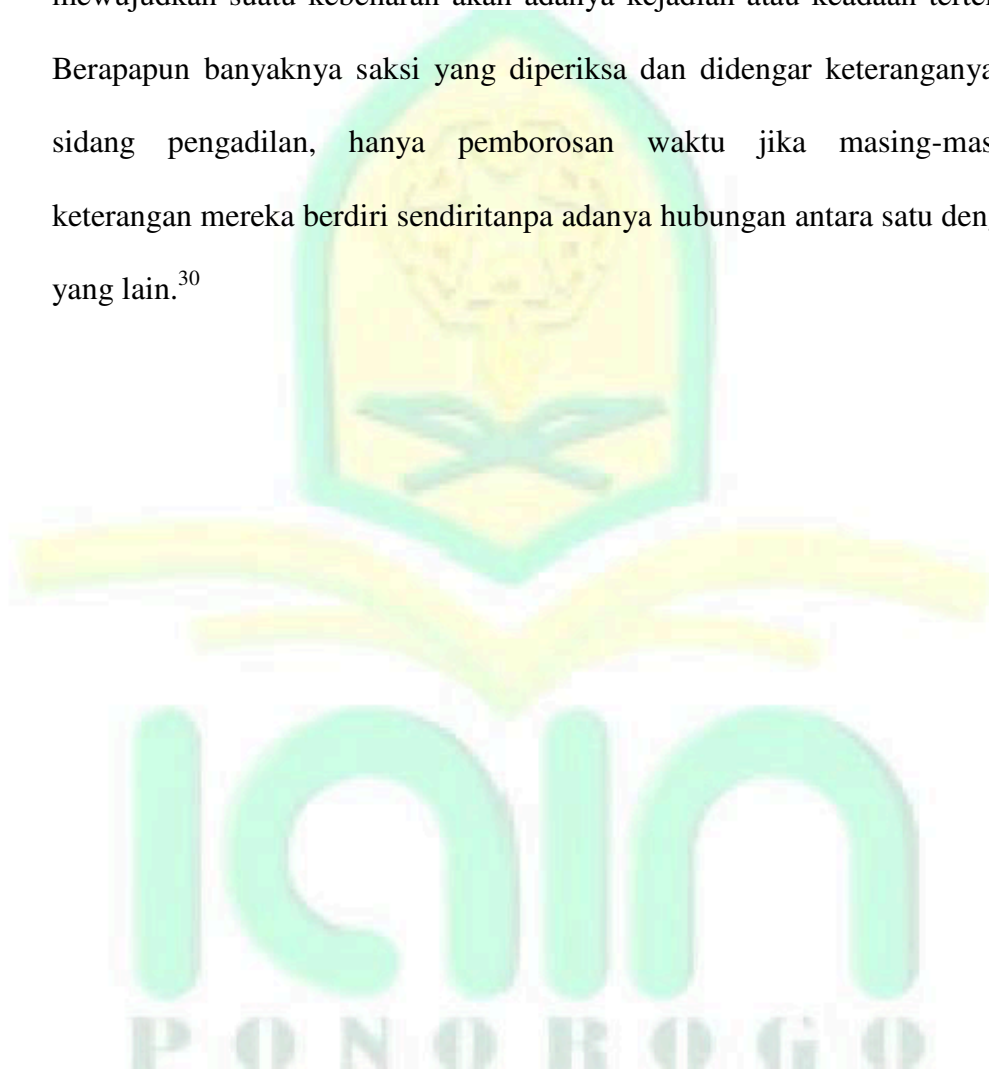 mewujudkan suatu kebenaran akan adanya kejadian atau keadaan terte
Berapapun banyaknya saksi yang diperiksa dan didengar keteranganya
sidang pengadilan, hanya pemborosan waktu jika masing-mas
keterangan mereka berdiri sendiritanpa adanya hubungan antara satu den
yang lain.30
IAIN
PONOROGO